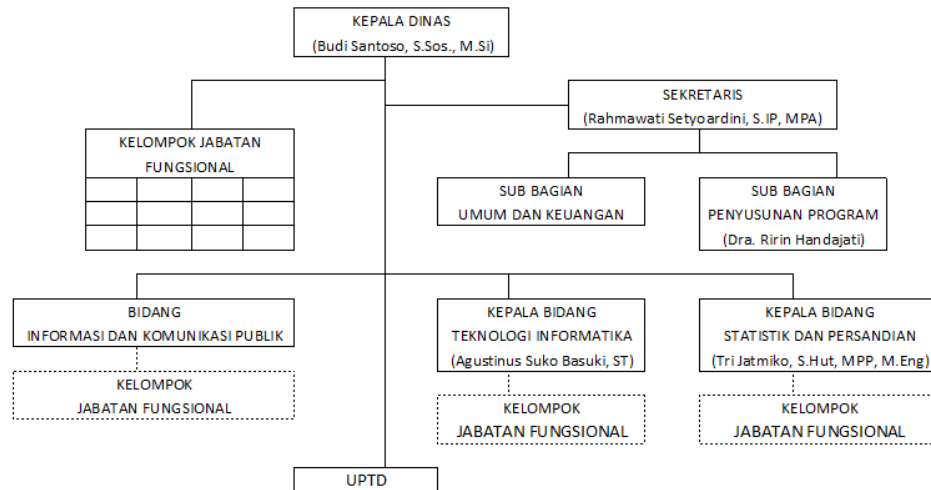 KEPALA DINAS
(Budi Santoso, S.Sos., M.Si)
SEKRETARIS
(Rahmawati Setyoardini, S.IP, MPA)
KELOMPOK JABATAN
FUNGSIONAL
SUB BAGIAN
UMUM DAN KEUANGAN
SUB BAGIAN
PENYUSUNAN PROGRAM
(Dra. Ririn Handajati)
BIDANG
INFORMASI DAN KOMUNIKASI PUBLIK
KEPALA BIDANG
TEKNOLOGI INFORMATIKA
(Agustinus Suko Basuki, ST)
KEPALA BIDANG
STATISTIK DAN PERSANDIAN
(Tri Jatmiko, S.Hut, MPP, M.Eng)
KELOMPOK
JABATAN FUNGSIONAL
KELOMPOK
JABATAN FUNGSIONAL
KELOMPOK
JABATAN FUNGSIONAL
UPTD